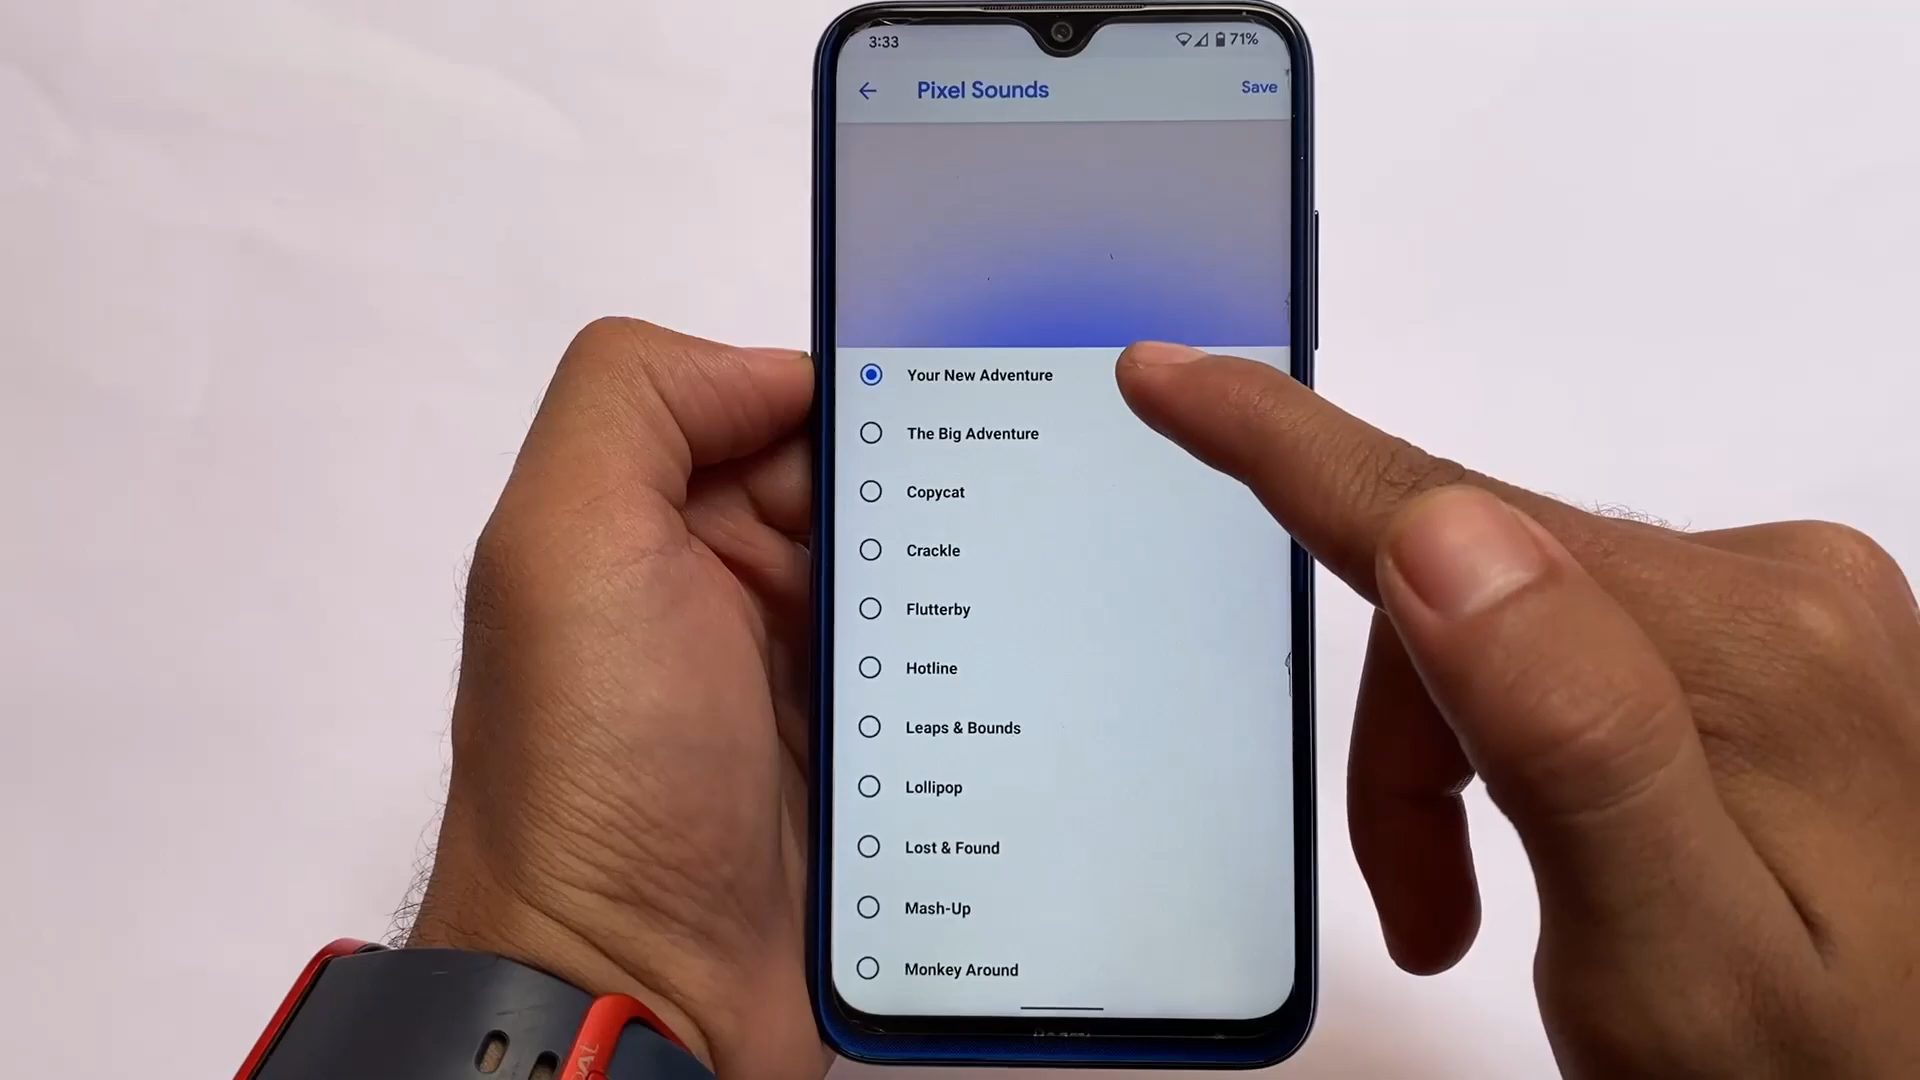 3:33
71%
Pixel Sounds
Save
Your New Adventure
The Big Adventure
Copycat
Crackle
Flutterby
Hotline
Leaps & Bounds
Lollipop
Lost & Found
Mash-Up
Monkey Around